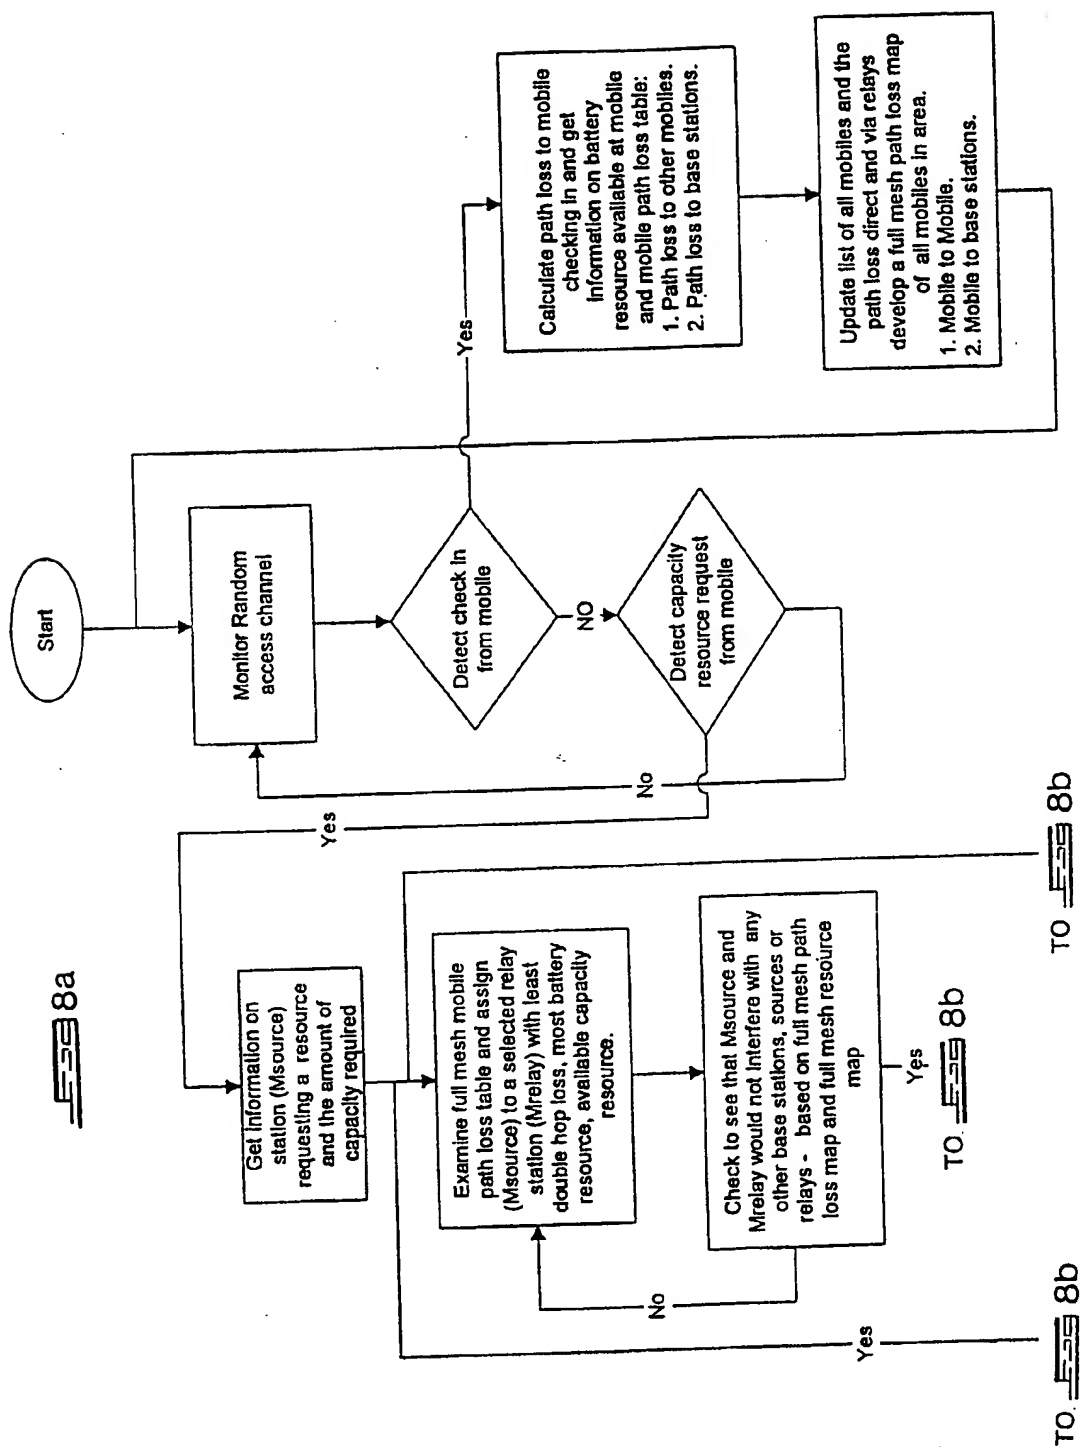 Fig 8a
Start
Monitor Random
access channel
Detect check in
from mobile
Yes
NO
Calculate path loss to mobile
checking in and get
Information on battery
resource available at mobile
and mobile path loss table:
1. Path loss to other mobiles.
2. Path loss to base stations.
Update list of all mobiles and the
path loss direct and via relays
develop a full mesh path loss map
of all mobiles in area.
1. Mobile to Mobile.
2. Mobile to base stations.
Detect capacity
resource request
from mobile
No
Yes
Get information on
station (Msource)
requesting a resource
and the amount of
capacity required
Examine full mesh mobile
path loss table and assign
(Msource) to a selected relay
station (Mrelay) with least
double hop loss, most battery
resource, available capacity
resource.
Check to see that Msource and
Mrelay would not Interfere with any
other base stations, sources or
relays - based on full mesh path
loss map and full mesh resource
map
No
Yes
Yes
TO. Fig 8b
TO. Fig 8b
TO Fig 8b